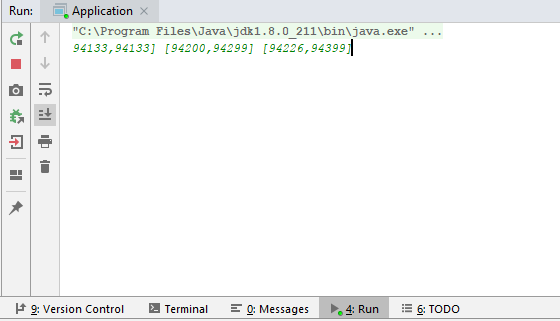 Run: Application
"C:\Program Files\Java\jdk1.8.0_211\bin\java.exe" ...
94133,94133] [94200,94299] [94226,94399]
9: Version Control Terminal 0: Messages 4: Run 6: TODO